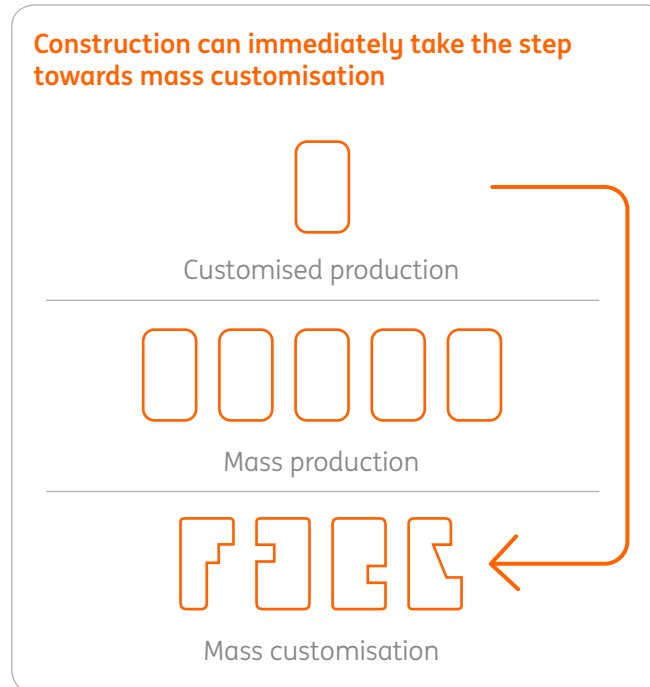 Construction can immediately take the step
towards mass customisation
Customised production
Mass production
Mass customisation